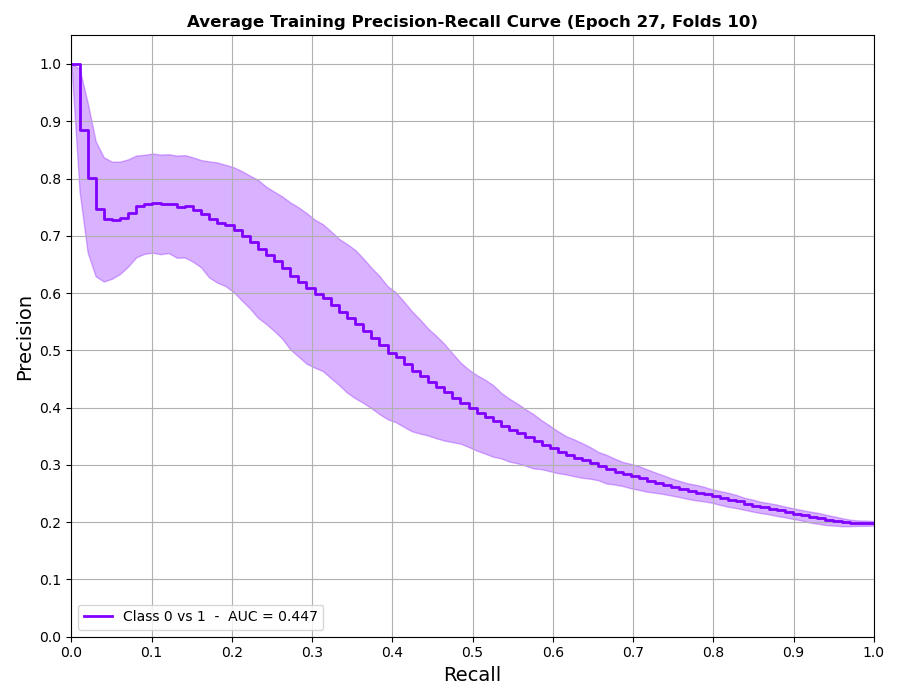 Average Training Precision-Recall Curve (Epoch 27, Folds 10)
Precision
1.0
0.9
0.8
0.7
0.6
0.5
0.4
0.3
0.2
0.1
0.0
Class 0 vs 1 - AUC = 0.447
0.0 0.1 0.2 0.3 0.4 0.5 0.6 0.7 0.8 0.9 1.0
Recall